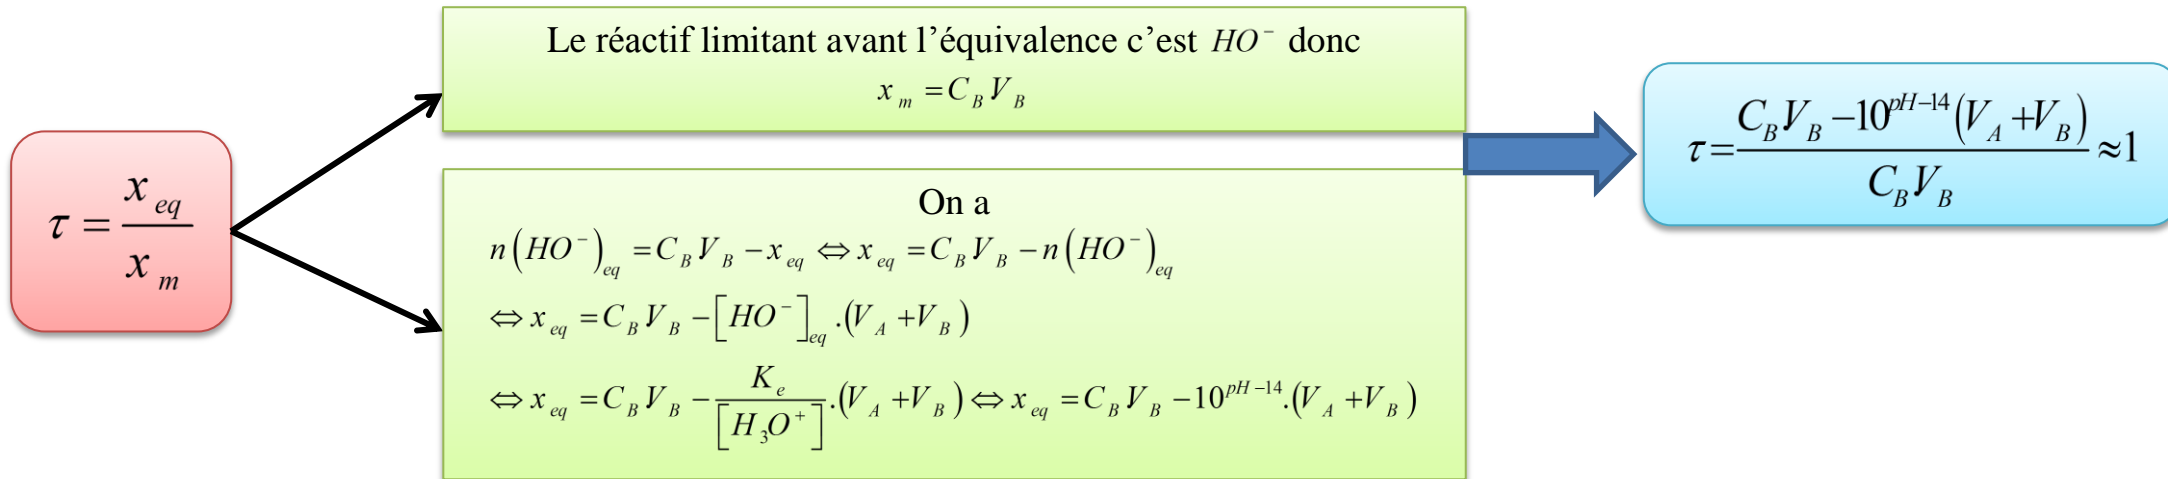 τ = x_eq / x_m
Le réactif limitant avant l'équivalence c'est HO⁻ donc
x_m = C_B V_B
On a
n(HO⁻)_eq = C_B V_B − x_eq ⇔ x_eq = C_B V_B − n(HO⁻)_eq
⇔ x_eq = C_B V_B − [HO⁻]_eq .(V_A + V_B)
⇔ x_eq = C_B V_B − K_e / [H₃O⁺] .(V_A + V_B) ⇔ x_eq = C_B V_B − 10^(pH−14) .(V_A + V_B)
τ = (C_B V_B − 10^(pH−14) (V_A + V_B)) / (C_B V_B) ≈ 1